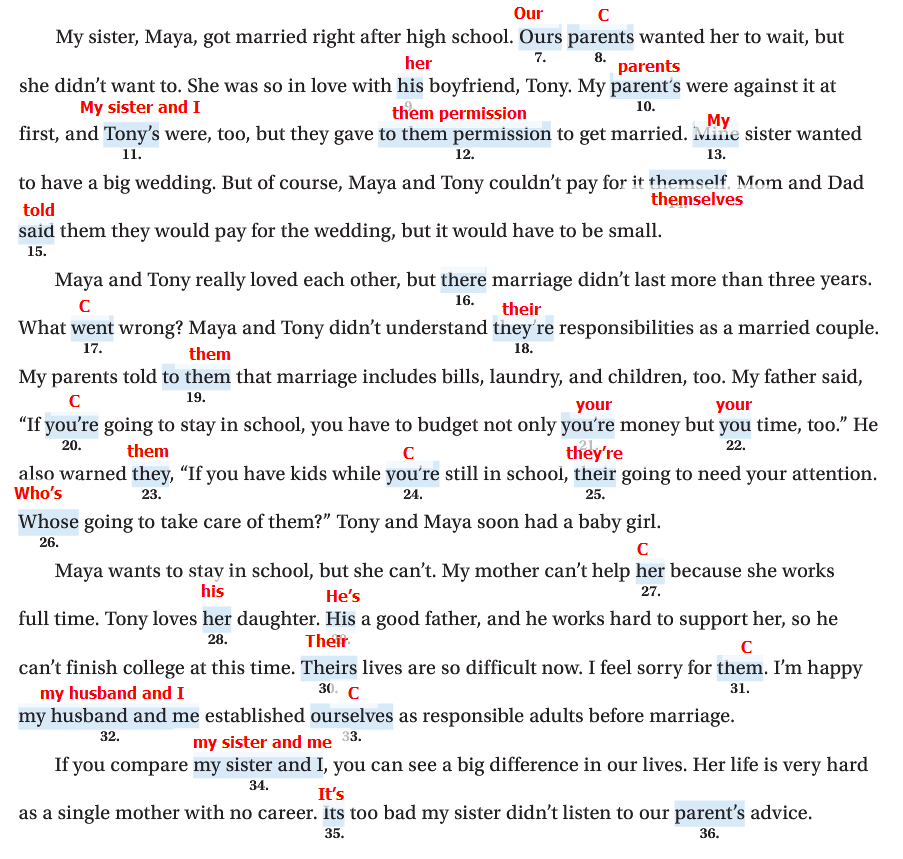 Our C
My sister, Maya, got married right after high school. Ours parents wanted her to wait, but
7. 8.
her parents
she didn’t want to. She was so in love with his boyfriend, Tony. My parent’s were against it at
9. 10.
My sister and I them permission My
first, and Tony’s were, too, but they gave to them permission to get married. Mine sister wanted
11. 12. 13.
to have a big wedding. But of course, Maya and Tony couldn’t pay for it themself. Mom and Dad
told themselves
said them they would pay for the wedding, but it would have to be small.
15.
Maya and Tony really loved each other, but there marriage didn’t last more than three years.
16.
C their
What went wrong? Maya and Tony didn’t understand they’re responsibilities as a married couple.
17. 18.
them
My parents told to them that marriage includes bills, laundry, and children, too. My father said,
19.
C your your
“If you’re going to stay in school, you have to budget not only you’re money but you time, too.” He
20. 21. 22.
them C they’re
also warned they, “If you have kids while you’re still in school, their going to need your attention.
23. 24. 25.
Who’s
Whose going to take care of them?” Tony and Maya soon had a baby girl.
26.
C
Maya wants to stay in school, but she can’t. My mother can’t help her because she works
27.
his He’s
full time. Tony loves her daughter. His a good father, and he works hard to support her, so he
28.
Their C
can’t finish college at this time. Theirs lives are so difficult now. I feel sorry for them. I’m happy
30. 31.
my husband and I C
my husband and me established ourselves as responsible adults before marriage.
32. 33.
my sister and me
If you compare my sister and I, you can see a big difference in our lives. Her life is very hard
34.
It’s
as a single mother with no career. Its too bad my sister didn’t listen to our parent’s advice.
35. 36.